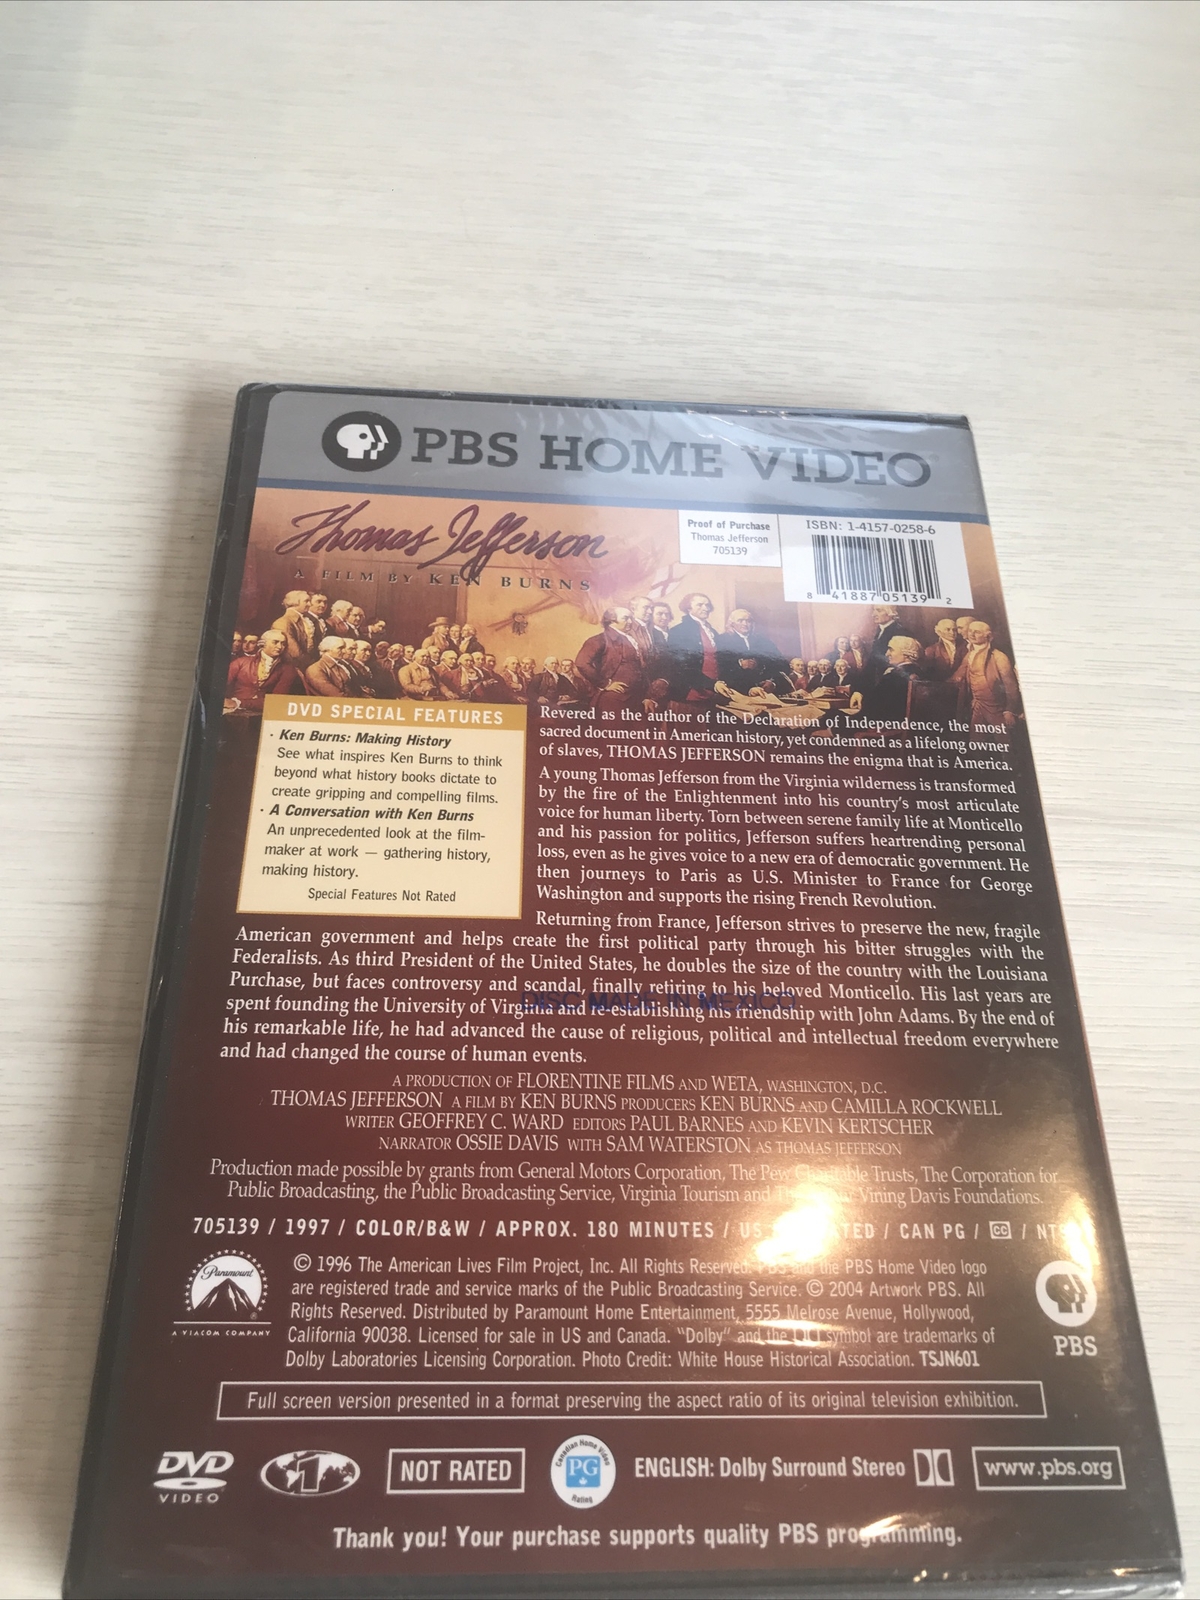 PBS HOME VIDEO
Thomas Jefferson
A FILM BY KEN BURNS
Proof of Purchase
Thomas Jefferson
705139
ISBN: 1-4157-0258-6
8 41887 05139 2
DVD SPECIAL FEATURES
· Ken Burns: Making History
See what inspires Ken Burns to think
beyond what history books dictate to
create gripping and compelling films.
· A Conversation with Ken Burns
An unprecedented look at the film-
maker at work — gathering history,
making history.
Special Features Not Rated
Revered as the author of the Declaration of Independence, the most
sacred document in American history, yet condemned as a lifelong owner
of slaves, THOMAS JEFFERSON remains the enigma that is America.
A young Thomas Jefferson from the Virginia wilderness is transformed
by the fire of the Enlightenment into his country's most articulate
voice for human liberty. Torn between serene family life at Monticello
and his passion for politics, Jefferson suffers heartrending personal
loss, even as he gives voice to a new era of democratic government. He
then journeys to Paris as U.S. Minister to France for George
Washington and supports the rising French Revolution.
Returning from France, Jefferson strives to preserve the new, fragile
American government and helps create the first political party through his bitter struggles with the
Federalists. As third President of the United States, he doubles the size of the country with the Louisiana
Purchase, but faces controversy and scandal, finally retiring to his beloved Monticello. His last years are
spent founding the University of Virginia and re-establishing his friendship with John Adams. By the end of
his remarkable life, he had advanced the cause of religious, political and intellectual freedom everywhere
and had changed the course of human events.
DISC MADE IN MEXICO
A PRODUCTION OF FLORENTINE FILMS AND WETA, WASHINGTON, D.C.
THOMAS JEFFERSON A FILM BY KEN BURNS PRODUCERS KEN BURNS AND CAMILLA ROCKWELL
WRITER GEOFFREY C. WARD EDITORS PAUL BARNES AND KEVIN KERTSCHER
NARRATOR OSSIE DAVIS WITH SAM WATERSTON AS THOMAS JEFFERSON
Production made possible by grants from General Motors Corporation, The Pew Charitable Trusts, The Corporation for
Public Broadcasting, the Public Broadcasting Service, Virginia Tourism and Vining Davis Foundations.
705139 / 1997 / COLOR/B&W / APPROX. 180 MINUTES / US / CAN PG / CC /
Paramount
A VIACOM COMPANY
© 1996 The American Lives Film Project, Inc. All Rights Reserved. PBS and the PBS Home Video logo
are registered trade and service marks of the Public Broadcasting Service. © 2004 Artwork PBS. All
Rights Reserved. Distributed by Paramount Home Entertainment, 5555 Melrose Avenue, Hollywood,
California 90038. Licensed for sale in US and Canada. "Dolby" and the symbol are trademarks of
Dolby Laboratories Licensing Corporation. Photo Credit: White House Historical Association. TSJN601
PBS
Full screen version presented in a format preserving the aspect ratio of its original television exhibition.
DVD
VIDEO
1
NOT RATED
Canadian Home Video
PG
Rating
ENGLISH: Dolby Surround Stereo
www.pbs.org
Thank you! Your purchase supports quality PBS programming.